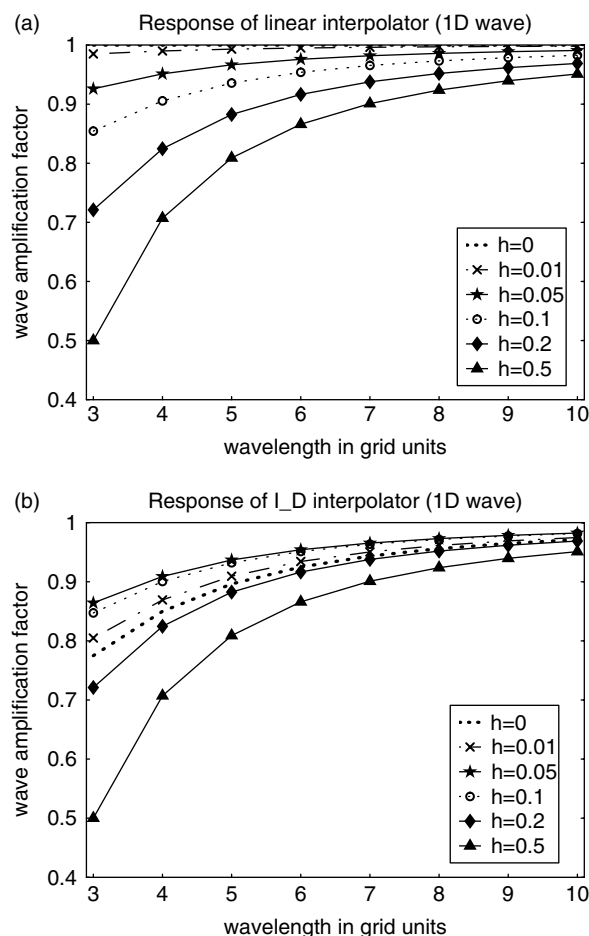 (a) Response of linear interpolator (1D wave)
1
0.9
0.8
0.7
0.6
0.5
0.4
wave amplification factor
h=0
h=0.01
h=0.05
h=0.1
h=0.2
h=0.5
3 4 5 6 7 8 9 10
wavelength in grid units
(b) Response of I_D interpolator (1D wave)
1
0.9
0.8
0.7
0.6
0.5
0.4
wave amplification factor
h=0
h=0.01
h=0.05
h=0.1
h=0.2
h=0.5
3 4 5 6 7 8 9 10
wavelength in grid units